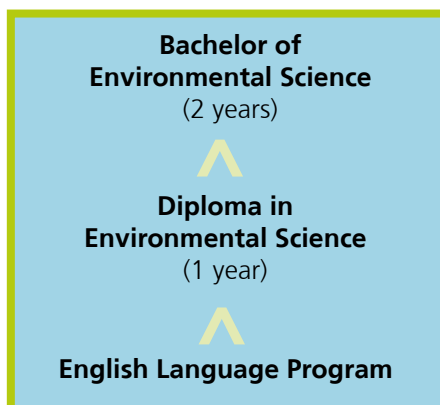 Bachelor of
Environmental Science
(2 years)
Diploma in
Environmental Science
(1 year)
English Language Program